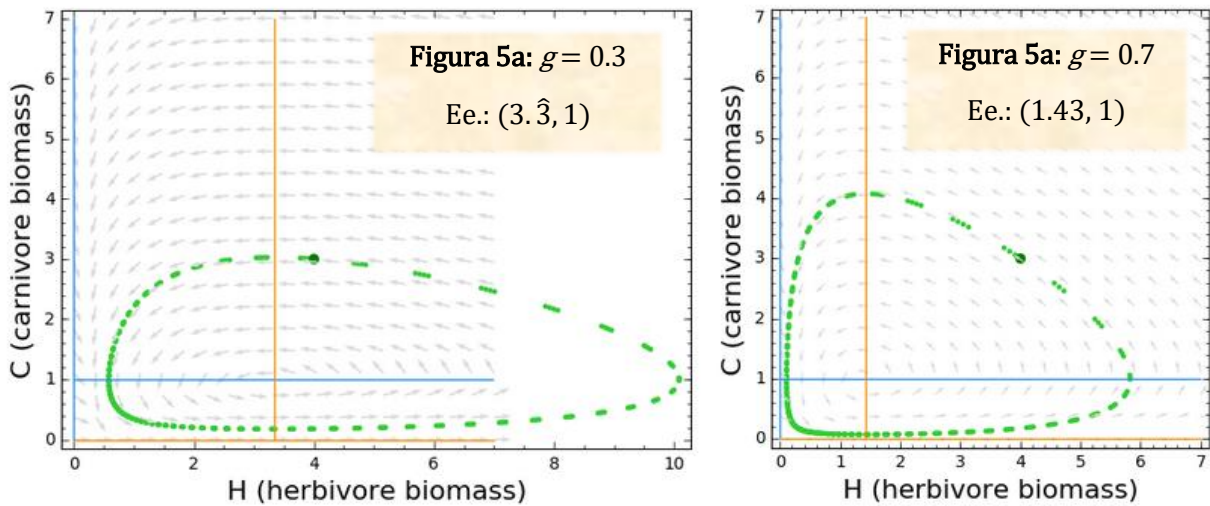 7
6
5
4
3
2
1
0
C (carnivore biomass)
Figura 5a: g = 0.3
Ee.: (3.3̂, 1)
0 2 4 6 8 10
H (herbivore biomass)
7
6
5
4
3
2
1
0
C (carnivore biomass)
Figura 5a: g = 0.7
Ee.: (1.43, 1)
0 1 2 3 4 5 6 7
H (herbivore biomass)